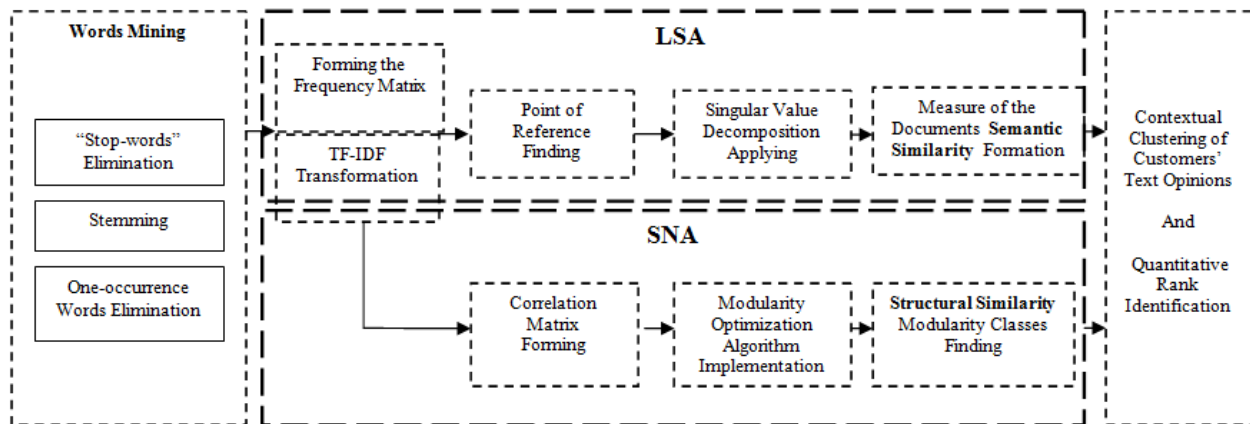 Words Mining
“Stop-words”
Elimination
Stemming
One-occurrence
Words Elimination
LSA
Forming the
Frequency Matrix
TF-IDF
Transformation
Point of
Reference
Finding
Singular Value
Decomposition
Applying
Measure of the
Documents Semantic
Similarity Formation
SNA
Correlation
Matrix
Forming
Modularity
Optimization
Algorithm
Implementation
Structural Similarity
Modularity Classes
Finding
Contextual
Clustering of
Customers’
Text Opinions
And
Quantitative
Rank
Identification